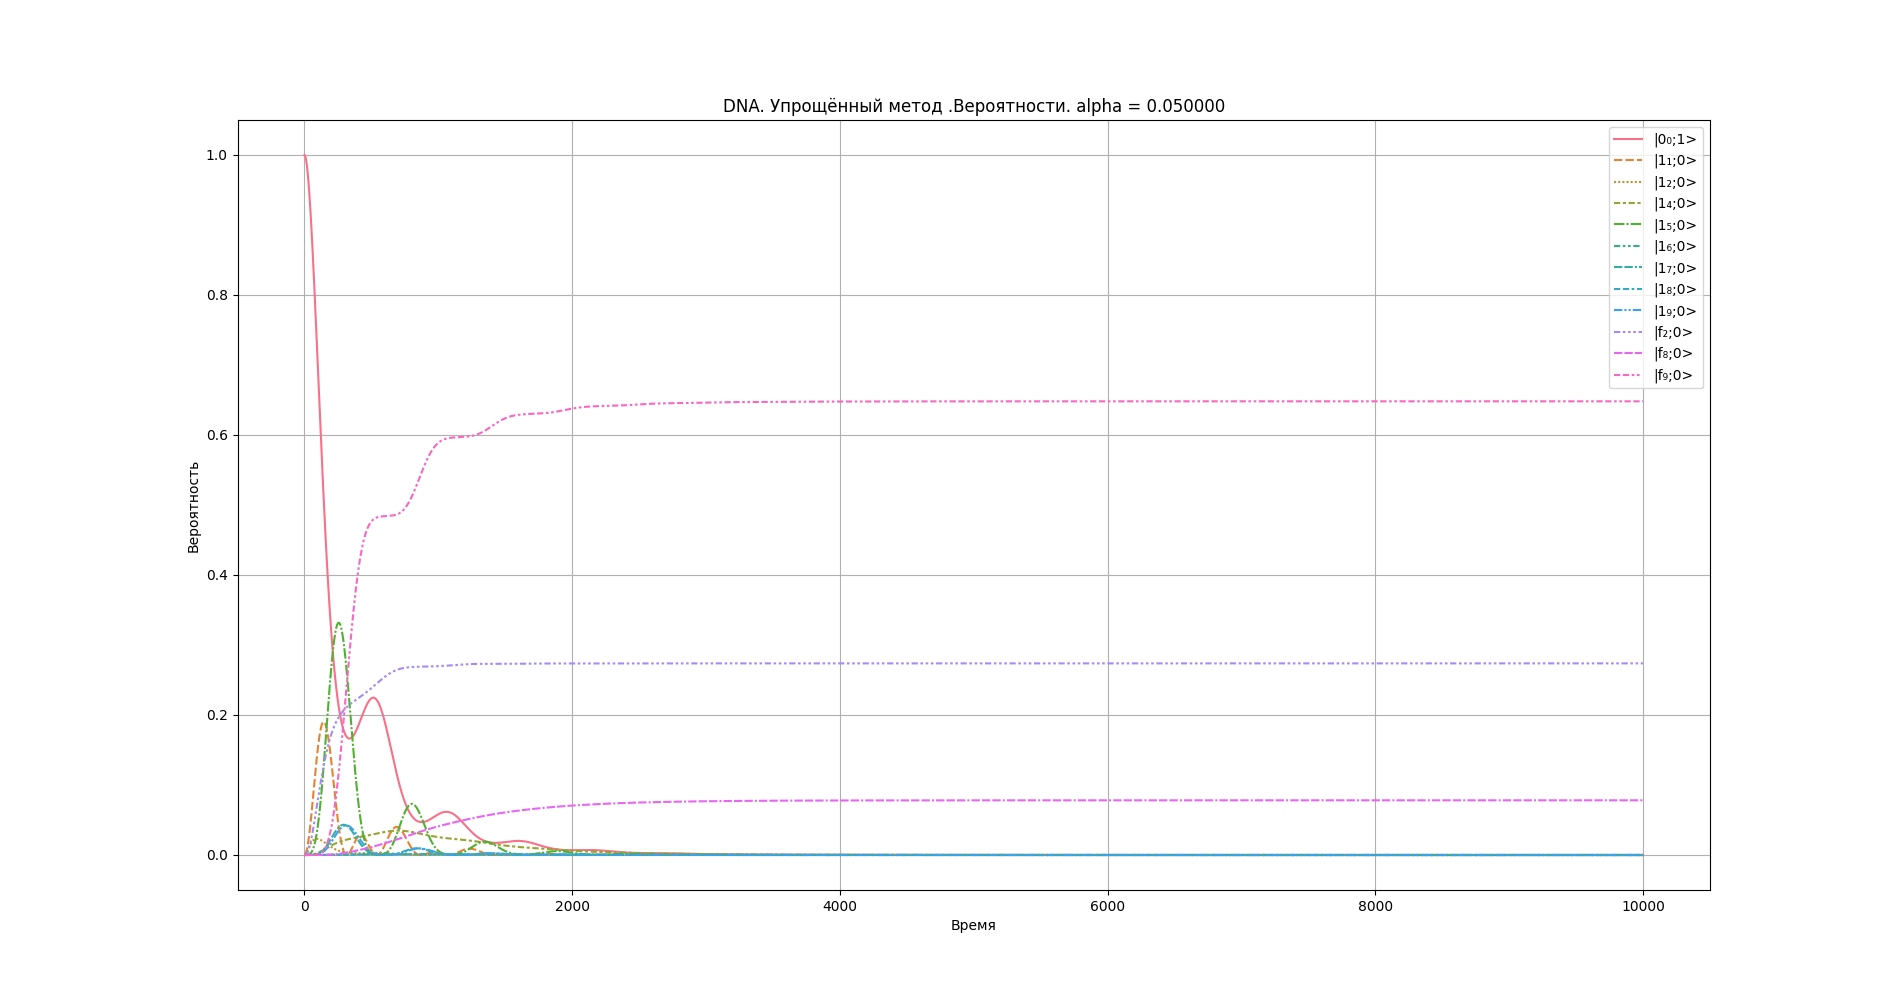 DNA. Упрощённый метод .Вероятности. alpha = 0.050000
|0₀;1>
|1₁;0>
|1₂;0>
|1₄;0>
|1₅;0>
|1₆;0>
|1₇;0>
|1₈;0>
|1₉;0>
|f₂;0>
|f₈;0>
|f₉;0>
Вероятность
1.0
0.8
0.6
0.4
0.2
0.0
0 2000 4000 6000 8000 10000
Время